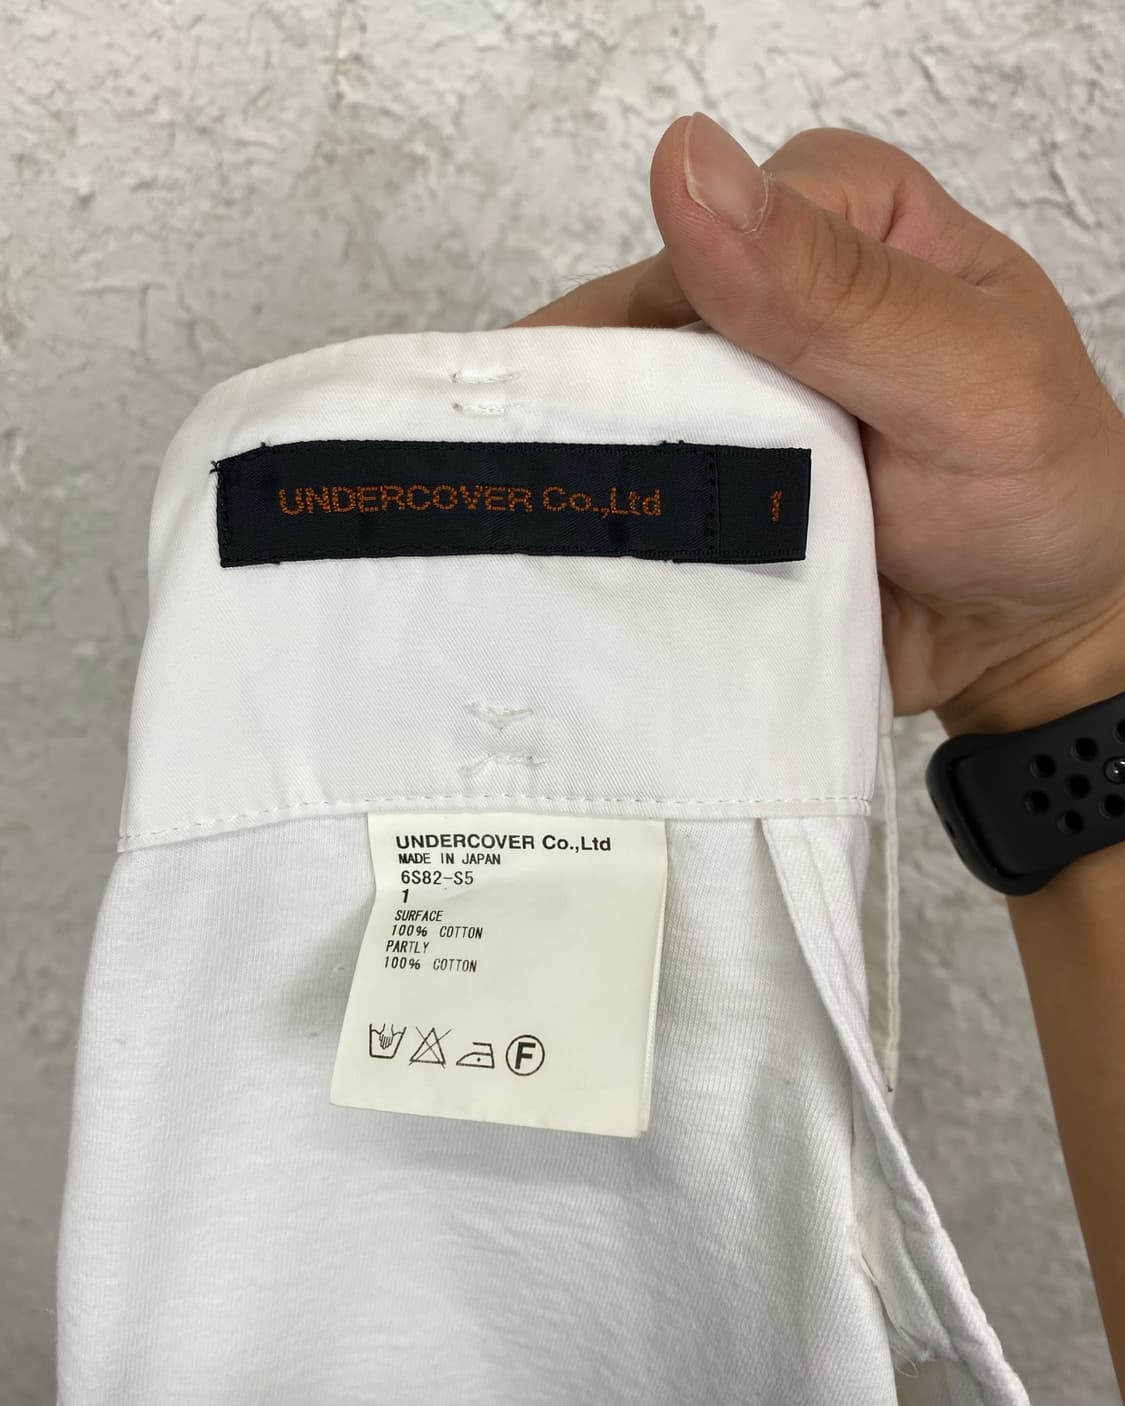 UNDERCOVER Co.,Ltd 1
UNDERCOVER Co.,Ltd
MADE IN JAPAN
6S82-S5
1
SURFACE
100% COTTON
PARTLY
100% COTTON
F